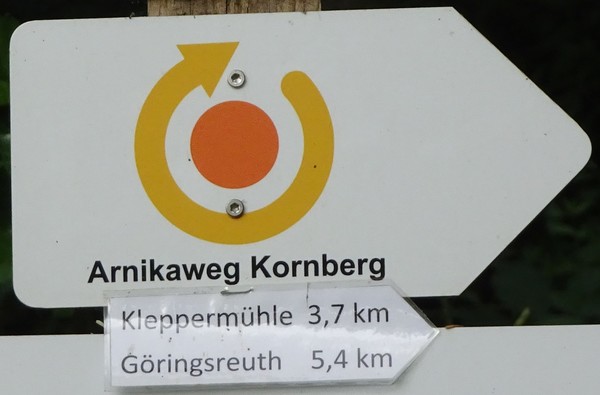 Arnikaweg Kornberg
Kleppermühle 3,7 km
Göringsreuth 5,4 km